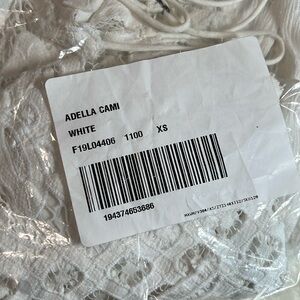 ADELLA CAMI
WHITE
F19L04406 1100 XS
194374653686